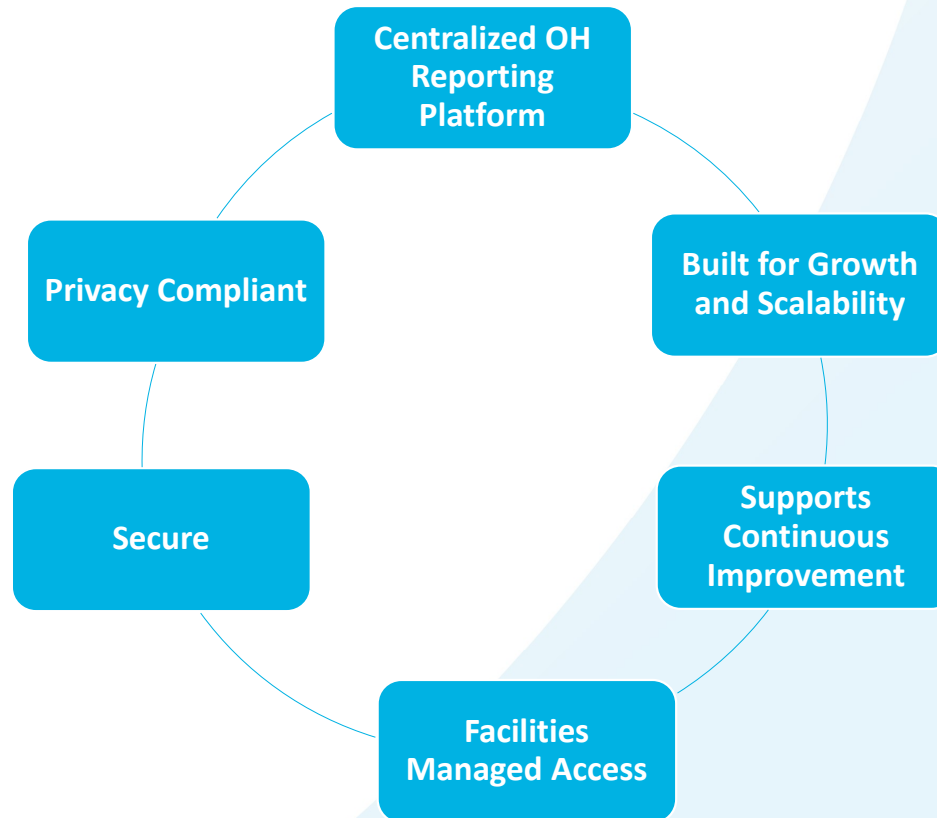 Centralized OH
Reporting
Platform
Privacy Compliant
Built for Growth
and Scalability
Secure
Supports
Continuous
Improvement
Facilities
Managed Access